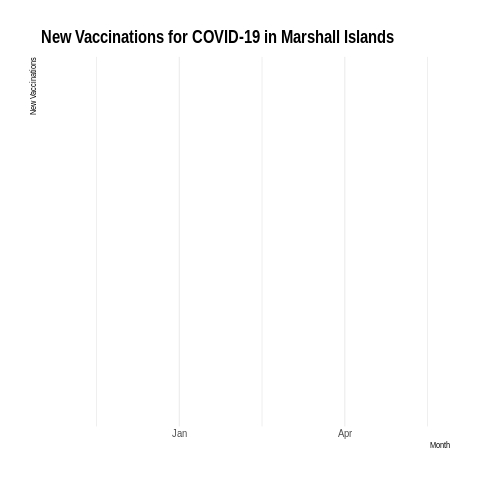 New Vaccinations for COVID-19 in Marshall Islands
New Vaccinations
Jan
Apr
Month